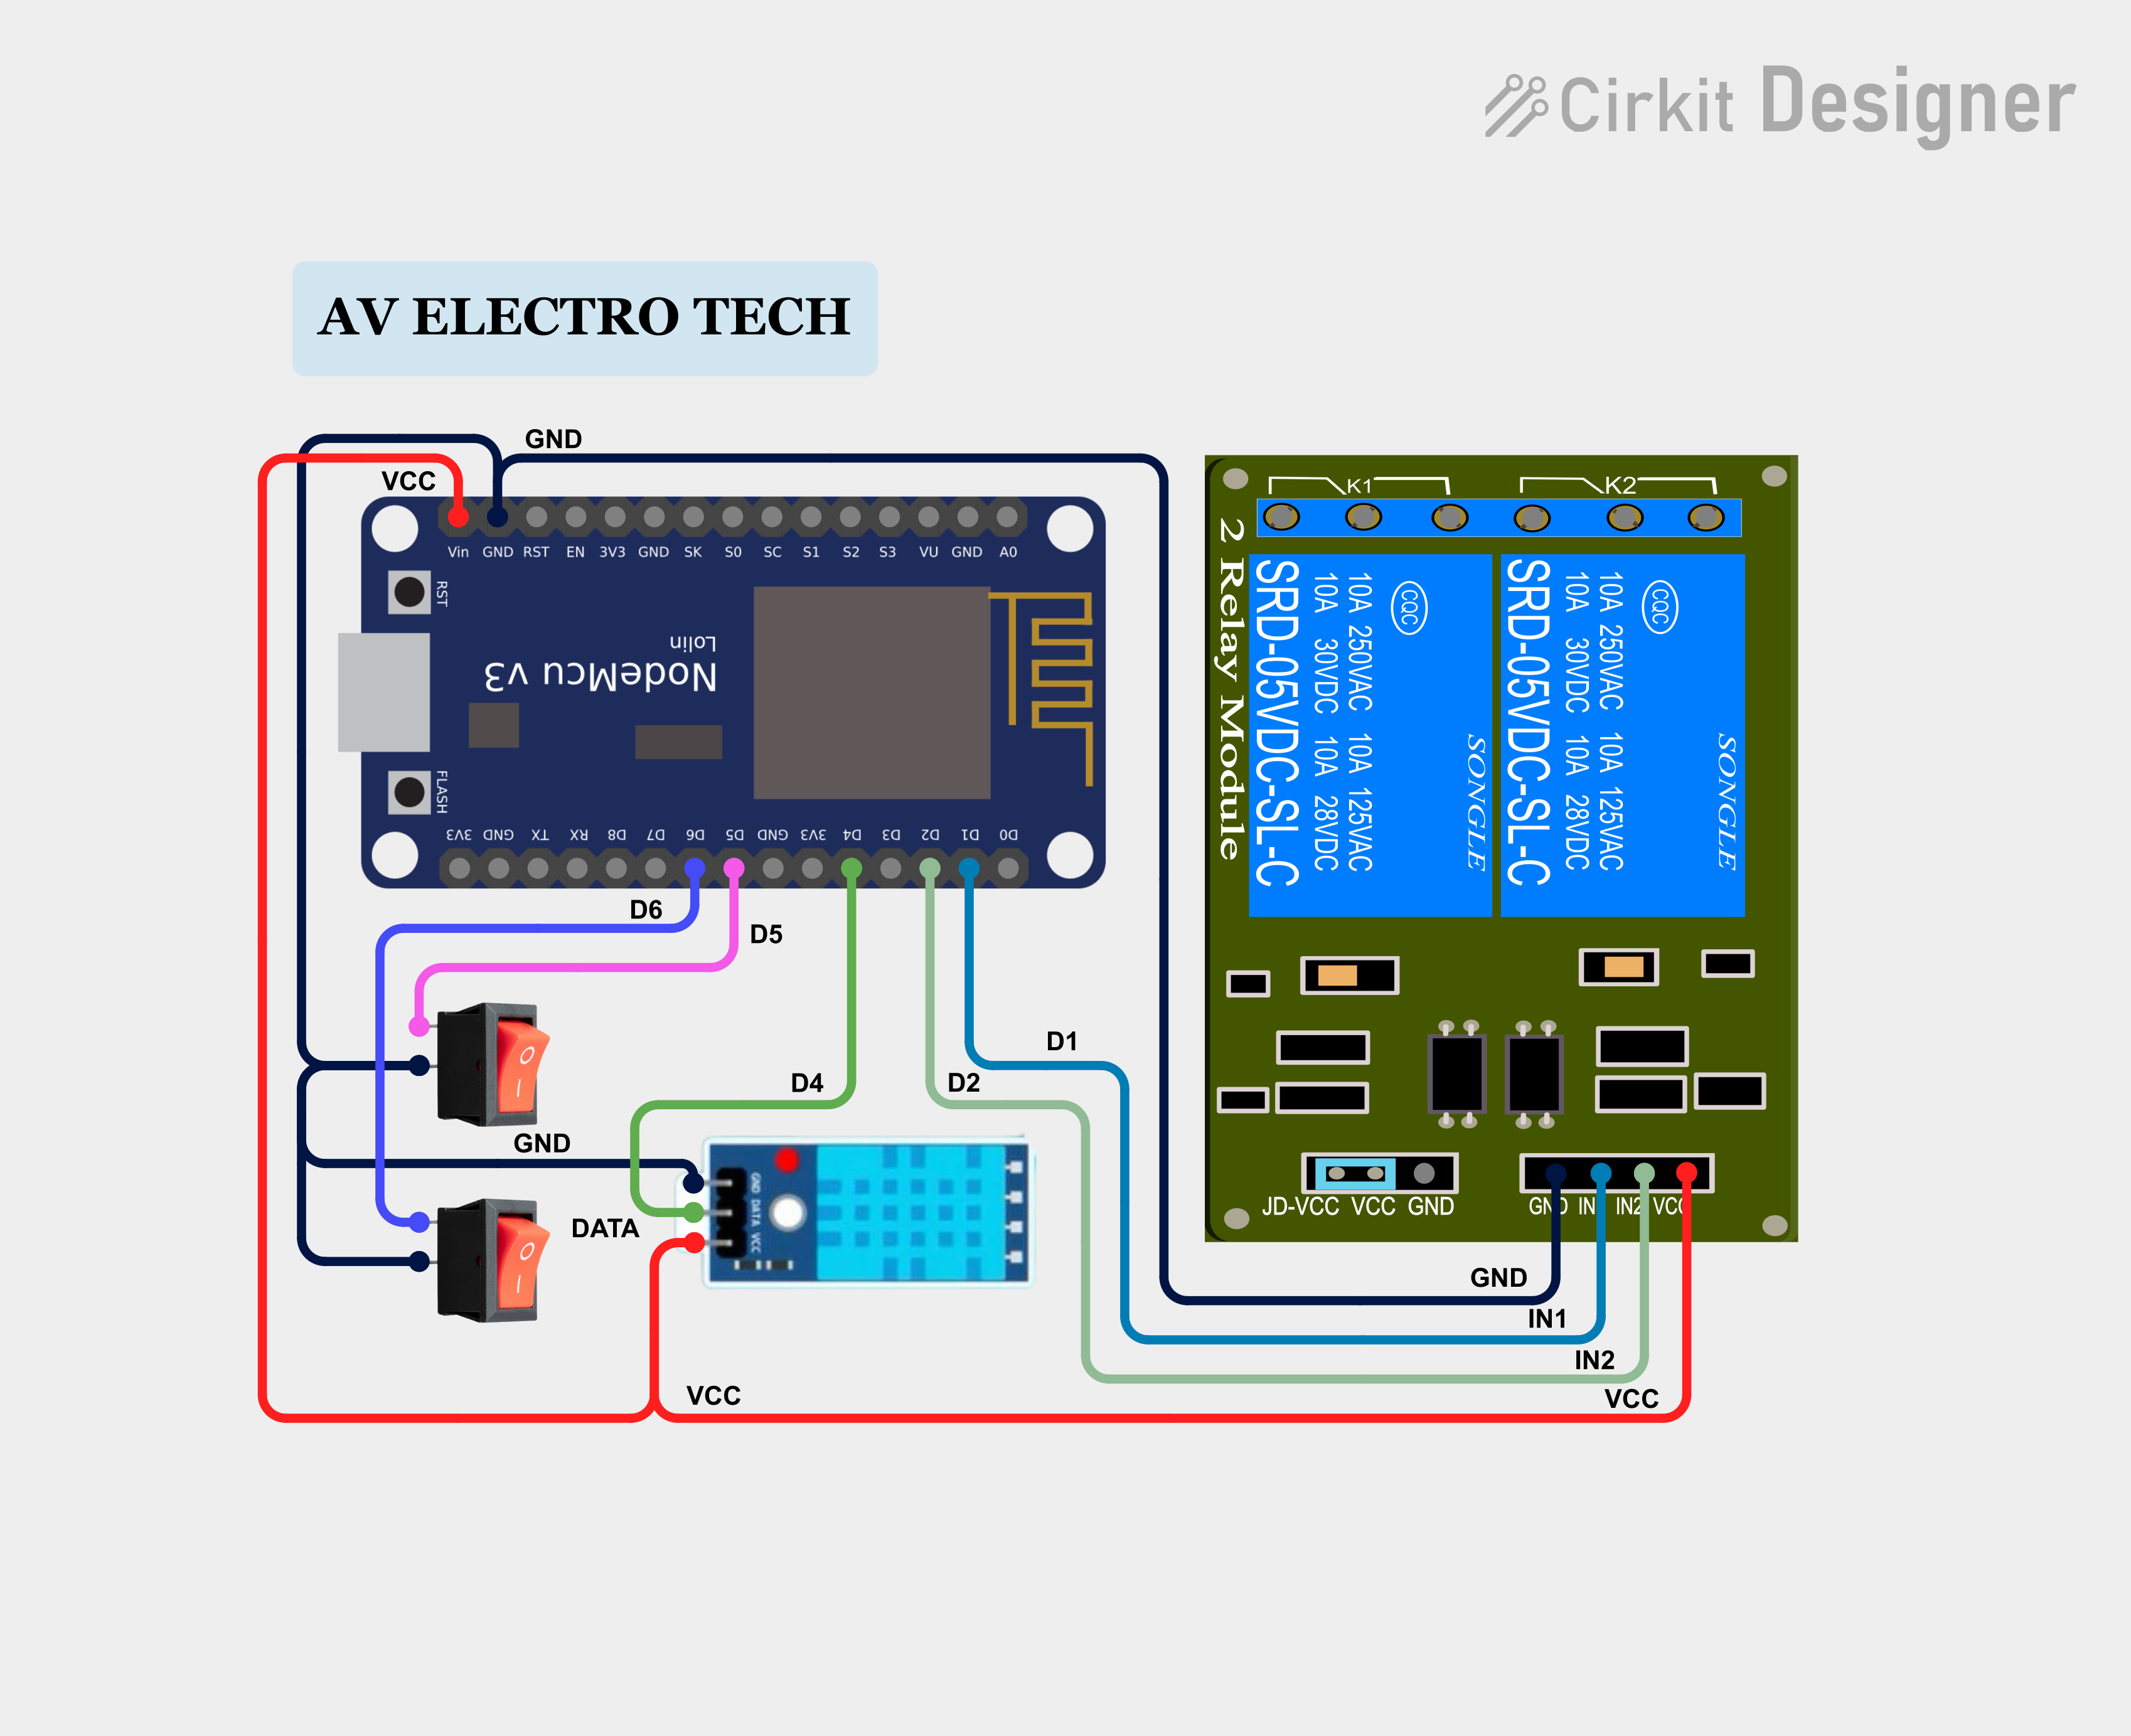 Cirkit Designer
AV ELECTRO TECH
GND
VCC
Vin GND RST EN 3V3 GND SK S0 SC S1 S2 S3 VU GND A0
RST
Lolin
NodeMcu v3
FLASH
3V3 GND TX RX D8 D7 D6 D5 GND 3V3 D4 D3 D2 D1 D0
D6
D5
D4
D2
D1
GND
DATA
VCC
GND DATA VCC
O
I
O
I
K1
K2
2 Relay Module
SRD-05VDC-SL-C
10A 30VDC 10A 28VDC
10A 250VAC 10A 125VAC
CQC
SONGLE
SRD-05VDC-SL-C
10A 30VDC 10A 28VDC
10A 250VAC 10A 125VAC
CQC
SONGLE
JD-VCC VCC GND
GND IN IN2 VCC
GND
IN1
IN2
VCC